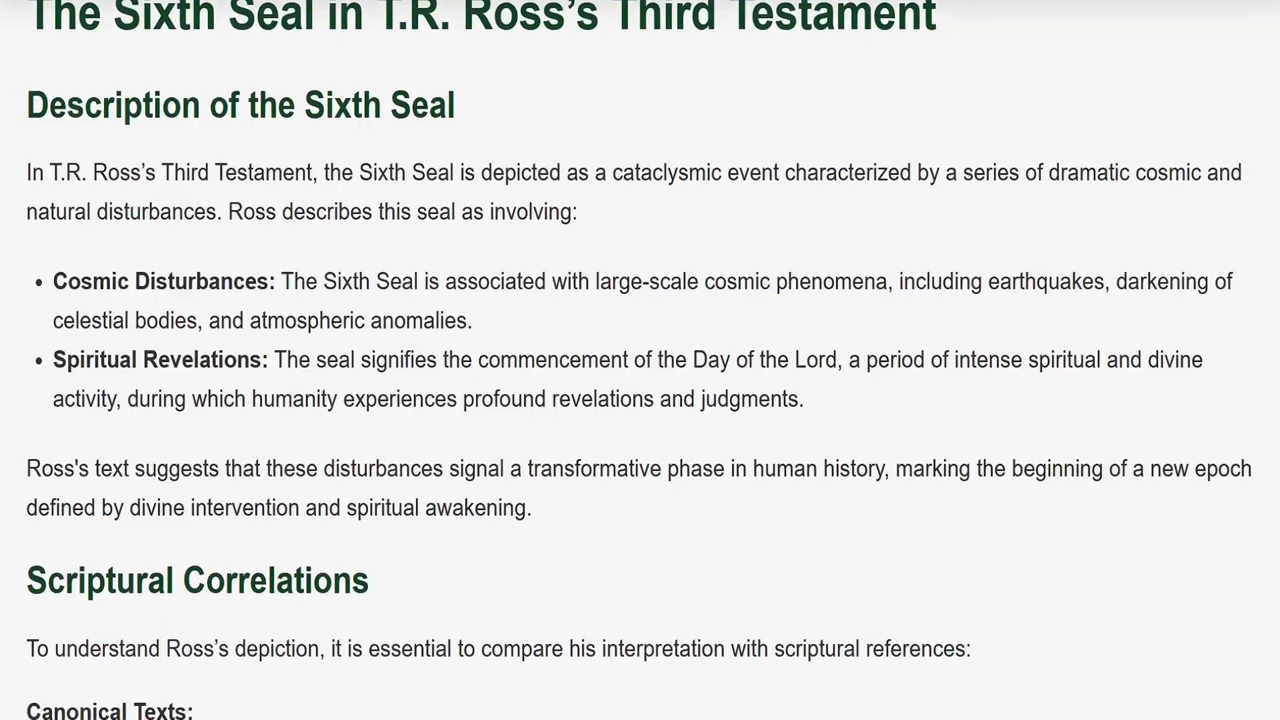 The Sixth Seal in T.R. Ross’s Third Testament
Description of the Sixth Seal
In T.R. Ross’s Third Testament, the Sixth Seal is depicted as a cataclysmic event characterized by a series of dramatic cosmic and
natural disturbances. Ross describes this seal as involving:
• Cosmic Disturbances: The Sixth Seal is associated with large-scale cosmic phenomena, including earthquakes, darkening of
celestial bodies, and atmospheric anomalies.
• Spiritual Revelations: The seal signifies the commencement of the Day of the Lord, a period of intense spiritual and divine
activity, during which humanity experiences profound revelations and judgments.
Ross's text suggests that these disturbances signal a transformative phase in human history, marking the beginning of a new epoch
defined by divine intervention and spiritual awakening.
Scriptural Correlations
To understand Ross’s depiction, it is essential to compare his interpretation with scriptural references:
Canonical Texts: